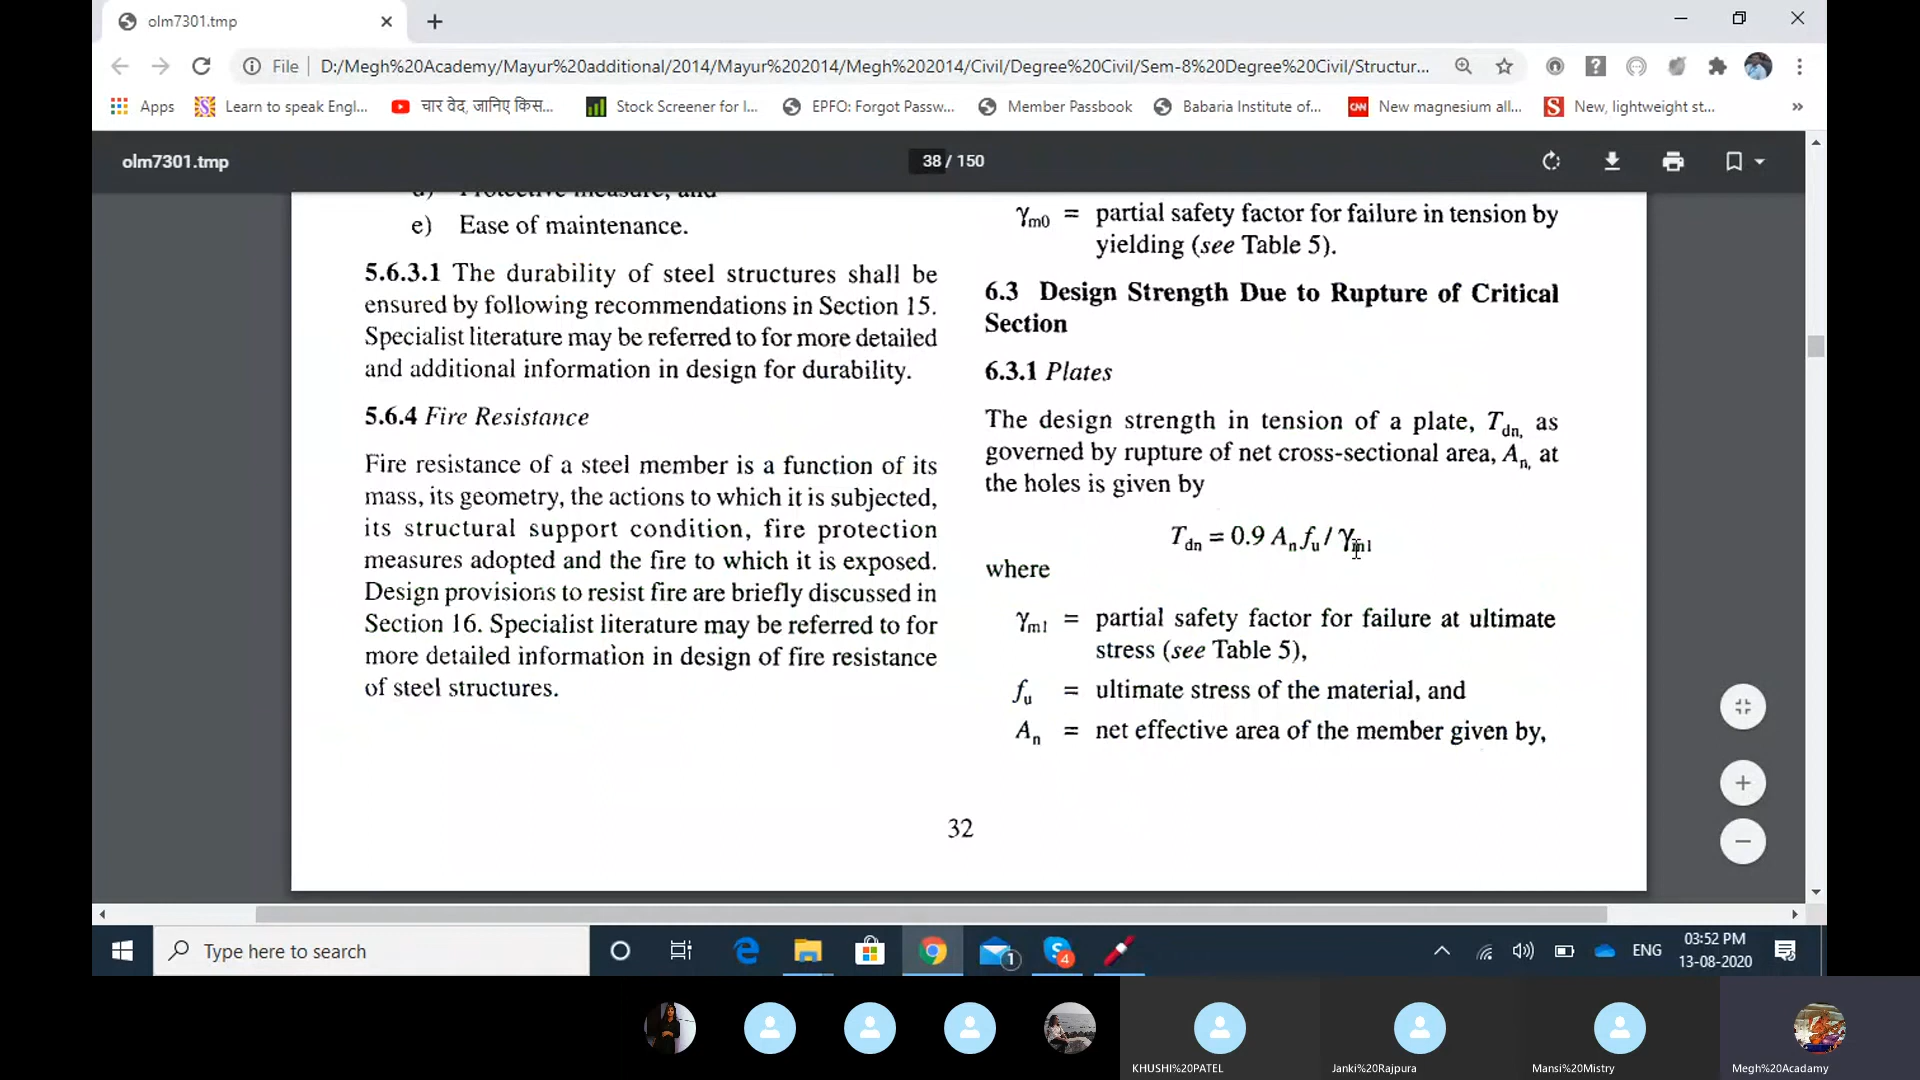 olm7301.tmp
File
D:/Megh%20Academy/Mayur%20additional/2014/Mayur%202014/Megh%202014/Civil/Degree%20Civil/Sem-8%20Degree%20Civil/Structur...
Apps
Learn to speak Engl...
चार वेद, जानिए किस...
Stock Screener for I...
EPFO: Forgot Passw...
Member Passbook
Babaria Institute of...
CNN
New magnesium all...
New, lightweight st...
»
olm7301.tmp
38 / 150
e) Ease of maintenance.
5.6.3.1 The durability of steel structures shall be
ensured by following recommendations in Section 15.
Specialist literature may be referred to for more detailed
and additional information in design for durability.
5.6.4 Fire Resistance
Fire resistance of a steel member is a function of its
mass, its geometry, the actions to which it is subjected,
its structural support condition, fire protection
measures adopted and the fire to which it is exposed.
Design provisions to resist fire are briefly discussed in
Section 16. Specialist literature may be referred to for
more detailed information in design of fire resistance
of steel structures.
γm0 = partial safety factor for failure in tension by
yielding (see Table 5).
6.3 Design Strength Due to Rupture of Critical
Section
6.3.1 Plates
The design strength in tension of a plate, Tdn, as
governed by rupture of net cross-sectional area, An, at
the holes is given by
Tdn = 0.9 An fu / γm1
where
γm1 = partial safety factor for failure at ultimate
stress (see Table 5),
fu = ultimate stress of the material, and
An = net effective area of the member given by,
32
Type here to search
1
4
ENG
03:52 PM
13-08-2020
KHUSHI%20PATEL
Janki%20Rajpura
Mansi%20Mistry
Megh%20Acadamy